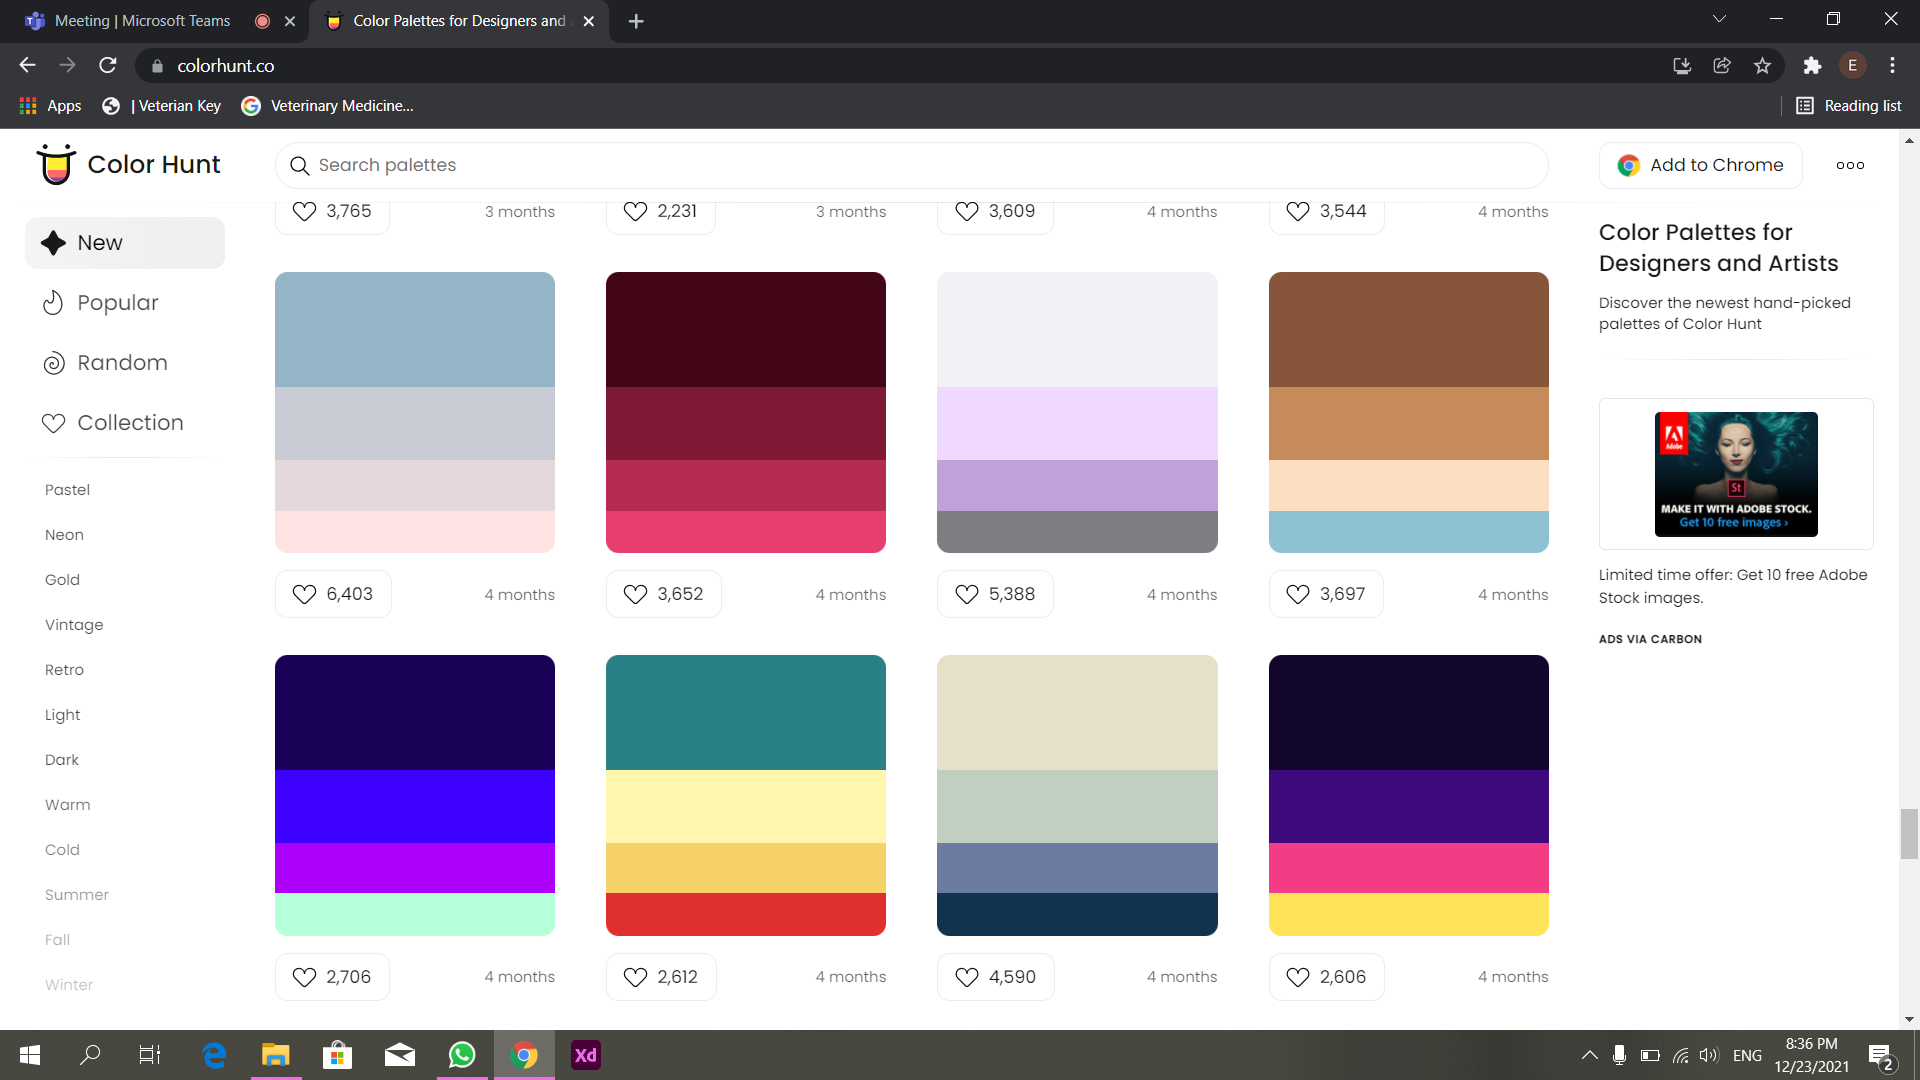 Meeting | Microsoft Teams
Color Palettes for Designers and
colorhunt.co
E
Apps
| Veterian Key
Veterinary Medicine...
Reading list
Color Hunt
Search palettes
Add to Chrome
New
Popular
Random
Collection
Pastel
Neon
Gold
Vintage
Retro
Light
Dark
Warm
Cold
Summer
Fall
Winter
3,765 3 months
2,231 3 months
3,609 4 months
3,544 4 months
6,403 4 months
3,652 4 months
5,388 4 months
3,697 4 months
2,706 4 months
2,612 4 months
4,590 4 months
2,606 4 months
Color Palettes for
Designers and Artists
Discover the newest hand-picked
palettes of Color Hunt
Adobe
St
MAKE IT WITH ADOBE STOCK.
Get 10 free images ›
Limited time offer: Get 10 free Adobe
Stock images.
ADS VIA CARBON
Xd
ENG
8:36 PM
12/23/2021
2